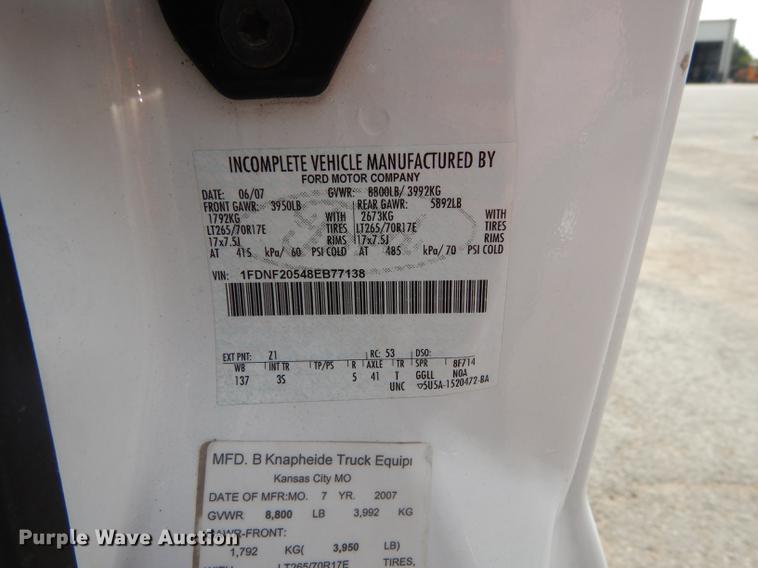 INCOMPLETE VEHICLE MANUFACTURED BY
FORD MOTOR COMPANY
DATE: 06/07 GVWR: 8800LB/ 3992KG
FRONT GAWR: 3950LB REAR GAWR: 5892LB
1792KG WITH 2673KG WITH
LT265/70R17E TIRES LT265/70R17E TIRES
17x7.5J RIMS 17x7.5J RIMS
AT 415 kPa/ 60 PSI COLD AT 485 kPa/ 70 PSI COLD
VIN: 1FDNF20548EB77138
EXT PNT: Z1 RC: 53 DSO:
WB INT TR TP/PS R AXLE TR SPR 8F714
137 3S 5 41 T GGLL N0A
UNC 5U5A-1520472-BA
MFD. B Knapheide Truck Equip
Kansas City MO
DATE OF MFR:MO. 7 YR. 2007
GVWR 8,800 LB 3,992 KG
GAWR-FRONT:
1,792 KG( 3,950 LB)
WITH LT265/70R17E TIRES,
Purple Wave Auction